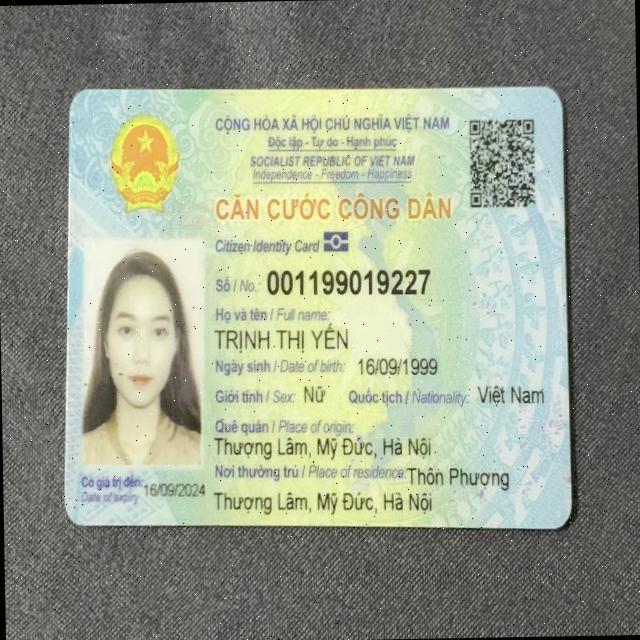 CỘNG HÒA XÃ HỘI CHỦ NGHĨA VIỆT NAM
Độc lập - Tự do - Hạnh phúc
SOCIALIST REPUBLIC OF VIET NAM
Independence - Freedom - Happiness
CĂN CƯỚC CÔNG DÂN
Citizen Identity Card
Số / No.: 001199019227
Họ và tên / Full name:
TRỊNH THỊ YẾN
Ngày sinh / Date of birth: 16/09/1999
Giới tính / Sex: Nữ Quốc tịch / Nationality: Việt Nam
Quê quán / Place of origin:
Thượng Lâm, Mỹ Đức, Hà Nội
Nơi thường trú / Place of residence: Thôn Phượng
Thượng Lâm, Mỹ Đức, Hà Nội
Có giá trị đến: 16/09/2024
Date of expiry